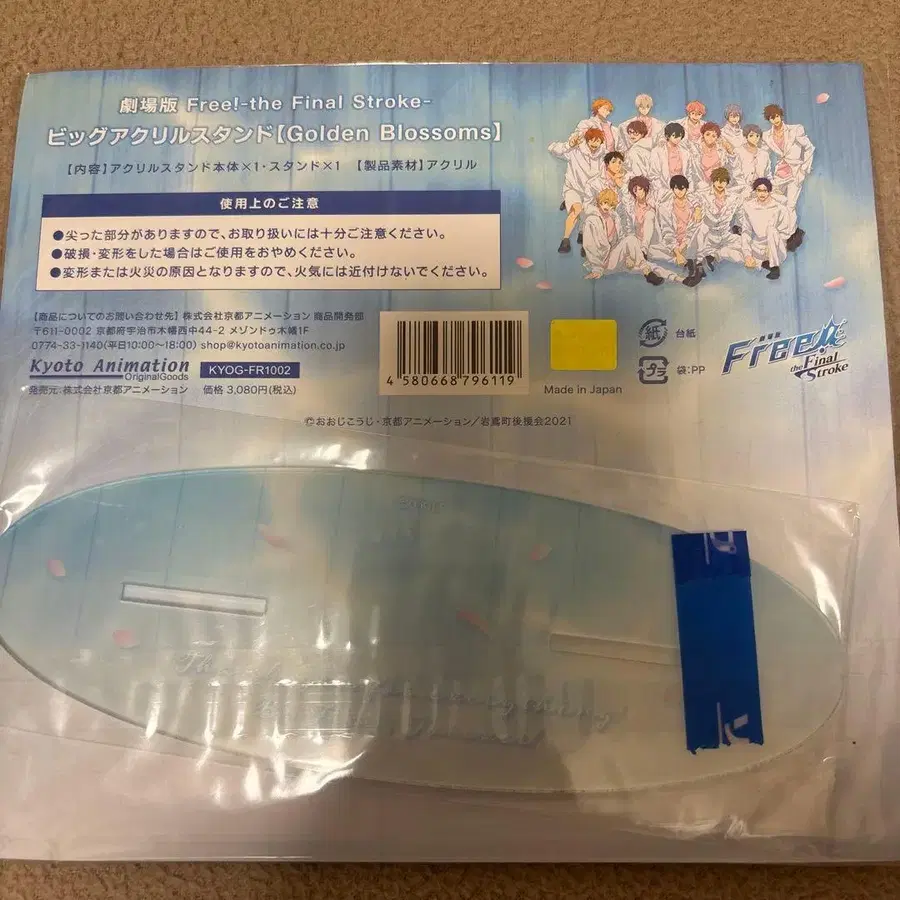 劇場版 Free!-the Final Stroke-
ビッグアクリルスタンド【Golden Blossoms】
【内容】アクリルスタンド本体×1・スタンド×1 【製品素材】アクリル
使用上のご注意
●尖った部分がありますので、お取り扱いには十分ご注意ください。
●破損・変形をした場合はご使用をおやめください。
●変形または火災の原因となりますので、火気には近付けないでください。
【商品についてのお問い合わせ先】 株式会社京都アニメーション 商品開発部
〒611-0002 京都府宇治市木幡西中44-2 メゾンドゥ木幡1F
0774-33-1140(平日10:00～18:00) shop@kyotoanimation.co.jp
Kyoto Animation
OriginalGoods
KYOG-FR1002
発売元:株式会社京都アニメーション 価格 3,080円(税込)
4 580668 796119
Made in Japan
紙 台紙
プラ 袋:PP
劇場版
Free!
the Final
Stroke
©おおじこうじ・京都アニメーション/岩鳶町後援会2021